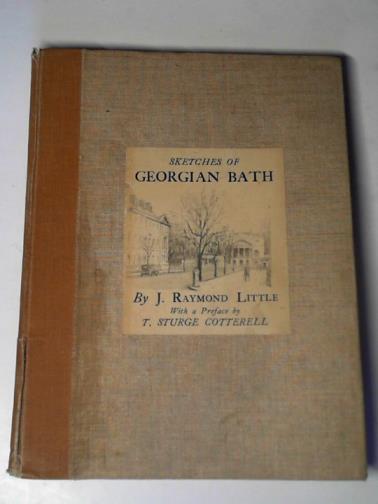 SKETCHES OF
GEORGIAN BATH
By J. RAYMOND LITTLE
With a Preface by
T. STURGE COTTERELL